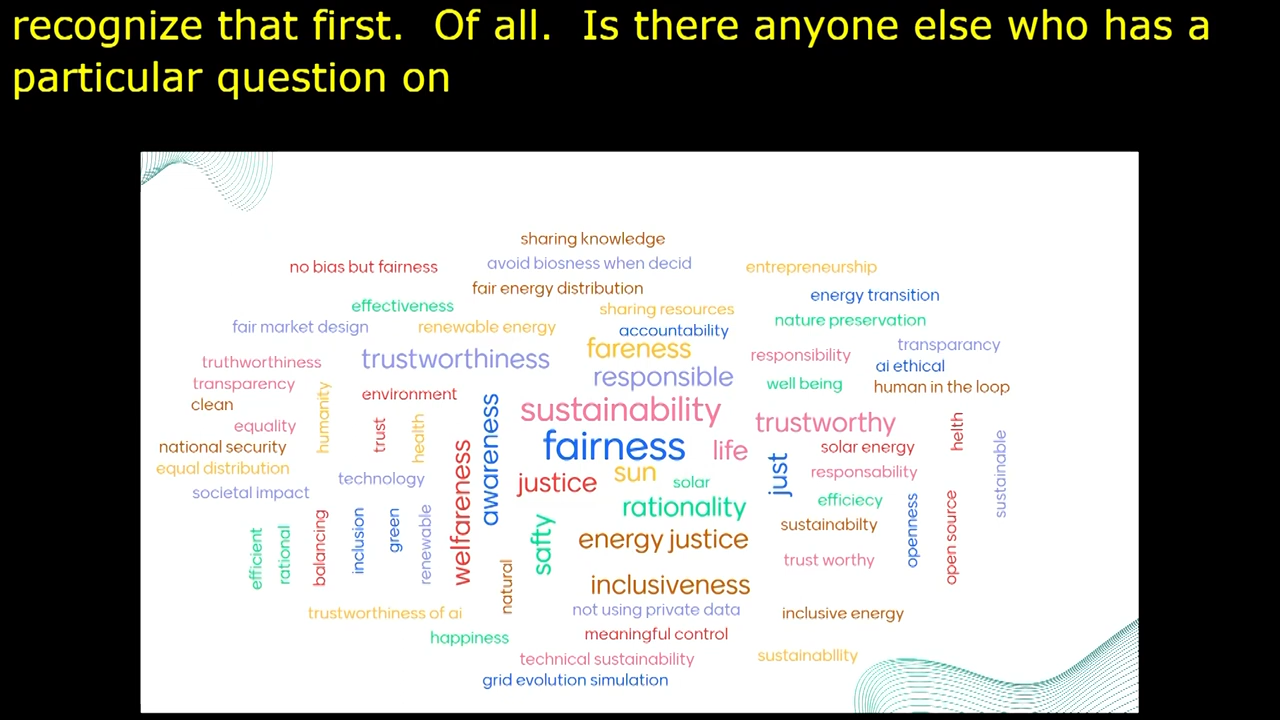 recognize that first.  Of all.  Is there anyone else who has a
particular question on
sharing knowledge
no bias but fairness
avoid biosness when decid
entrepreneurship
fair energy distribution
energy transition
effectiveness
sharing resources
nature preservation
fair market design
renewable energy
accountability
transparancy
trustworthiness
fareness
responsibility
truthworthiness
ai ethical
responsible
well being
human in the loop
transparency
environment
clean
humanity
sustainability
trustworthy
equality
trust
health
awareness
fairness
life
solar energy
helth
national security
equal distribution
sun
just
responsability
sustainable
technology
justice
solar
societal impact
welfareness
rationality
efficiecy
sustainabilty
openness
open source
efficient
rational
balancing
inclusion
green
renewable
safty
energy justice
trust worthy
natural
inclusiveness
trustworthiness of ai
not using private data
inclusive energy
happiness
meaningful control
technical sustainability
sustainabllity
grid evolution simulation